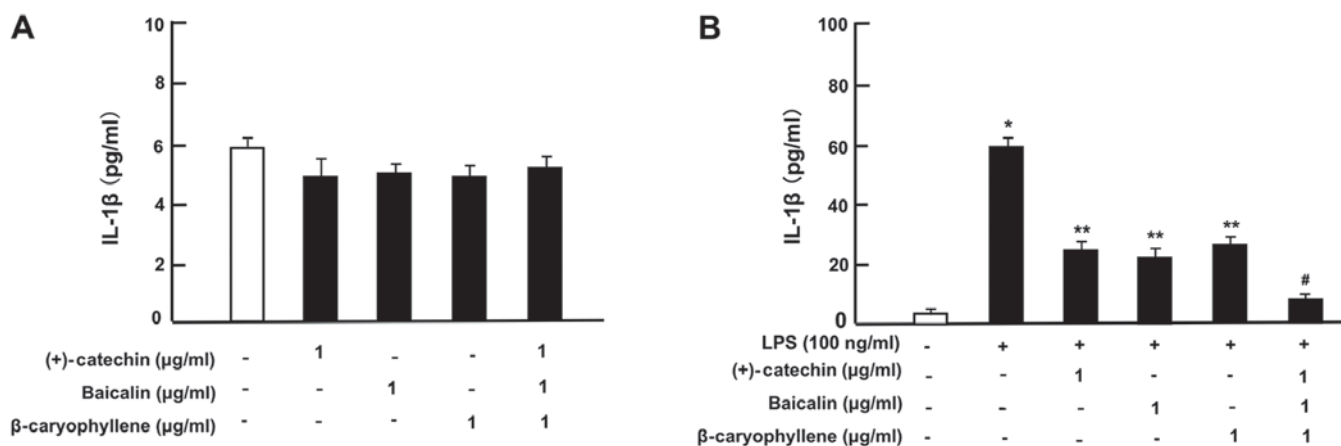 A
IL-1β (pg/ml)
10
8
6
4
2
0
(+)-catechin (μg/ml) - 1 - - 1
Baicalin (μg/ml) - - 1 - 1
β-caryophyllene (μg/ml) - - - 1 1
B
IL-1β (pg/ml)
100
80
60
40
20
0
*
** ** **
#
LPS (100 ng/ml) - + + + + +
(+)-catechin (μg/ml) - - 1 - - 1
Baicalin (μg/ml) - - - 1 - 1
β-caryophyllene (μg/ml) - - - - 1 1